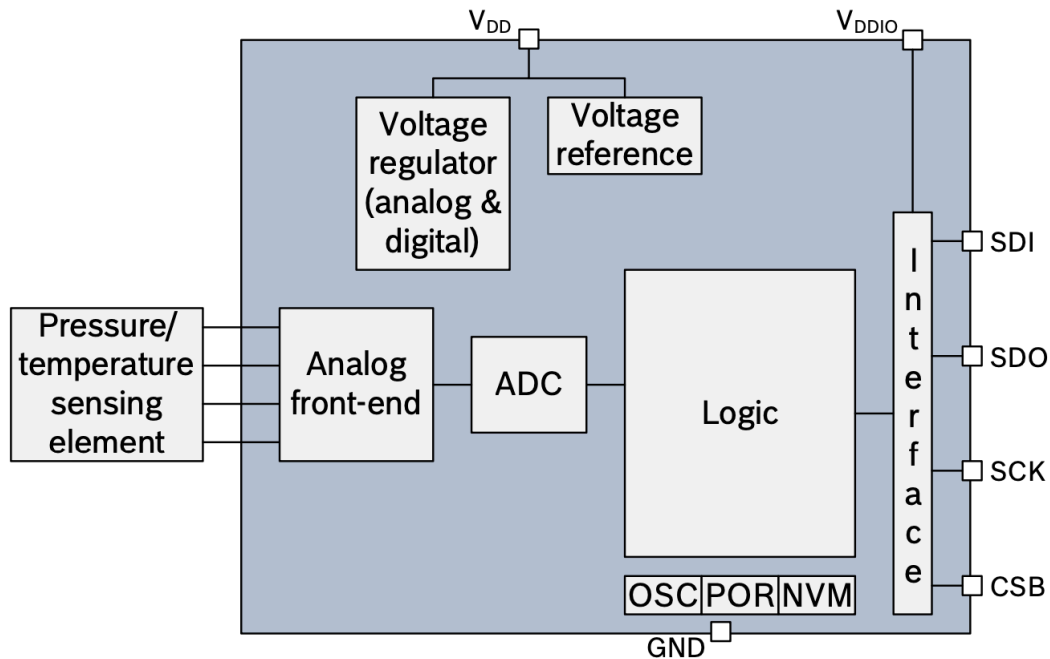 VDD
VDDIO
Voltage
regulator
(analog &
digital)
Voltage
reference
Pressure/
temperature
sensing
element
Analog
front-end
ADC
Logic
Interface
SDI
SDO
SCK
CSB
OSC POR NVM
GND